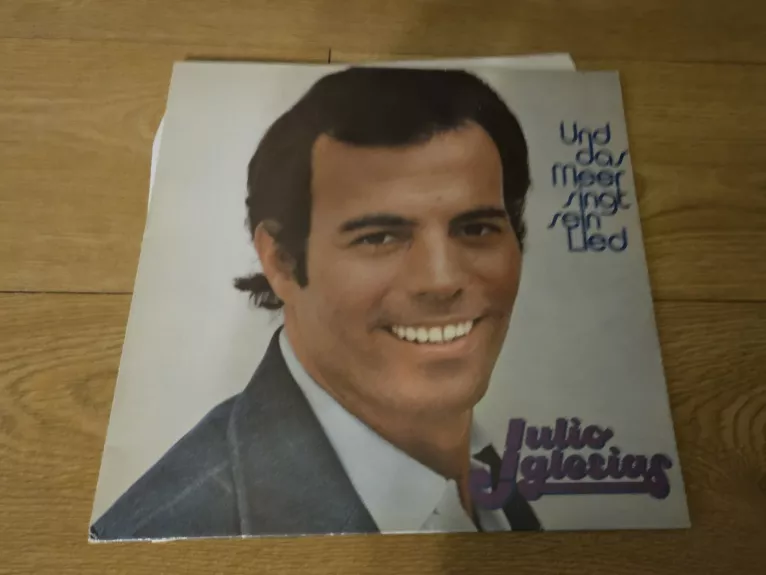 Und
das
Meer
singt
sein
Lied
Julio
Iglesias